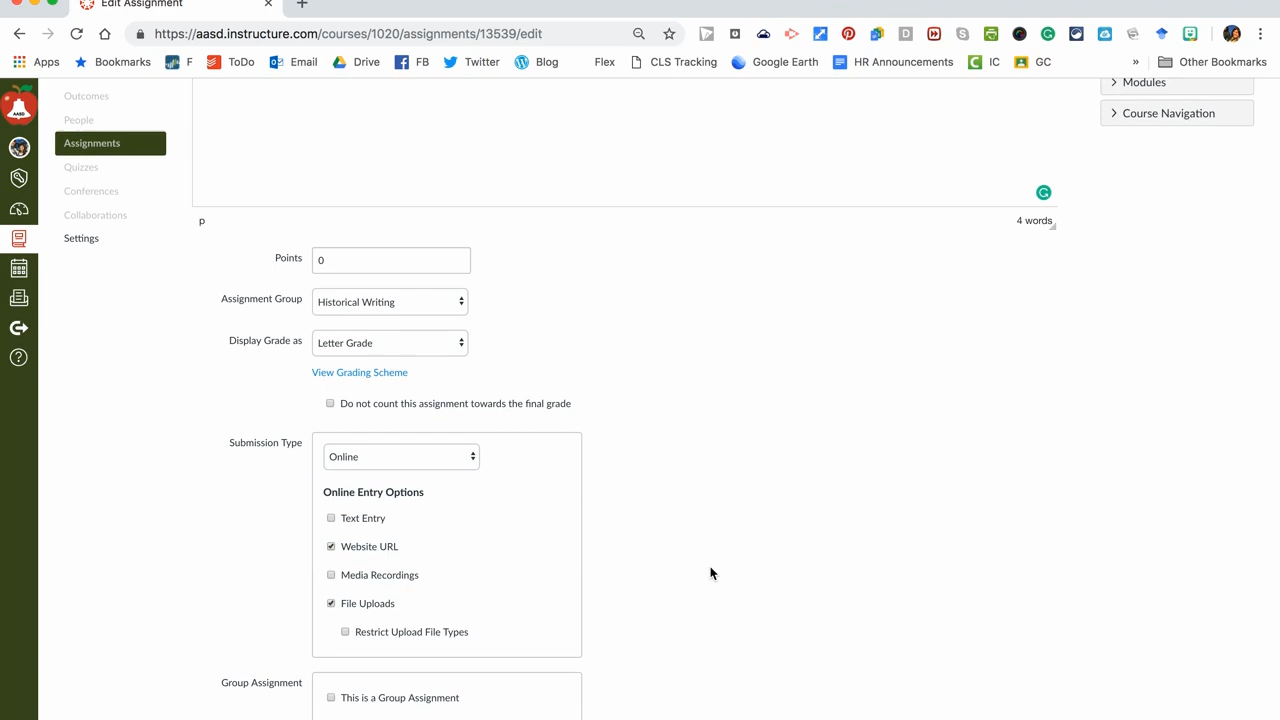 Edit Assignment
https://aasd.instructure.com/courses/1020/assignments/13539/edit
Apps Bookmarks F ToDo Email Drive FB Twitter Blog Flex CLS Tracking Google Earth HR Announcements IC GC » Other Bookmarks
AASD
Outcomes
People
Assignments
Quizzes
Conferences
Collaborations
Settings
Modules
Course Navigation
p 4 words
Points 0
Assignment Group Historical Writing
Display Grade as Letter Grade
View Grading Scheme
Do not count this assignment towards the final grade
Submission Type Online
Online Entry Options
Text Entry
Website URL
Media Recordings
File Uploads
Restrict Upload File Types
Group Assignment This is a Group Assignment